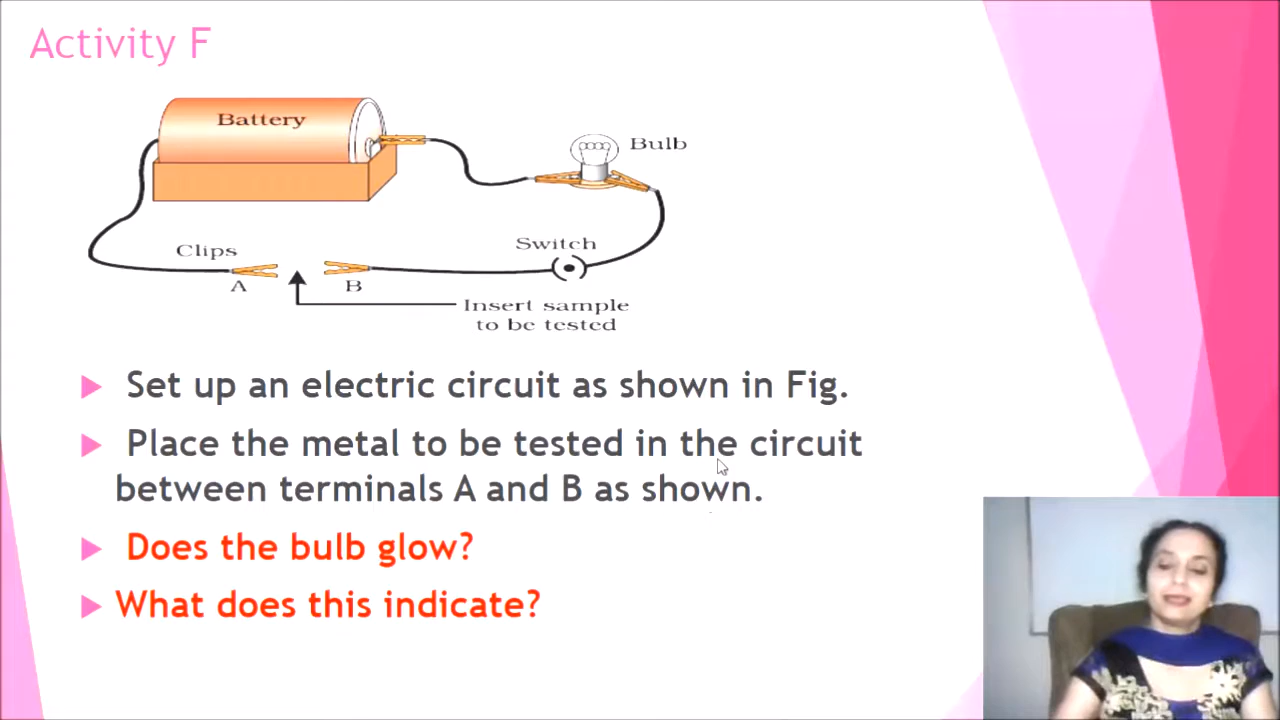 Activity F
Battery
Bulb
Clips
Switch
A
B
Insert sample
to be tested
Set up an electric circuit as shown in Fig.
Place the metal to be tested in the circuit
between terminals A and B as shown.
Does the bulb glow?
What does this indicate?